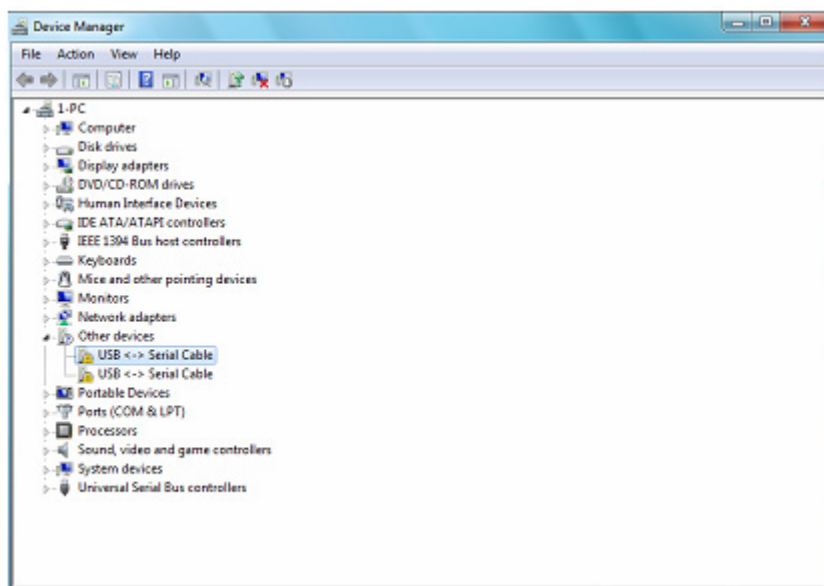 Device Manager
File Action View Help
1-PC
Computer
Disk drives
Display adapters
DVD/CD-ROM drives
Human Interface Devices
IDE ATA/ATAPI controllers
IEEE 1394 Bus host controllers
Keyboards
Mice and other pointing devices
Monitors
Network adapters
Other devices
USB <-> Serial Cable
USB <-> Serial Cable
Portable Devices
Ports (COM & LPT)
Processors
Sound, video and game controllers
System devices
Universal Serial Bus controllers